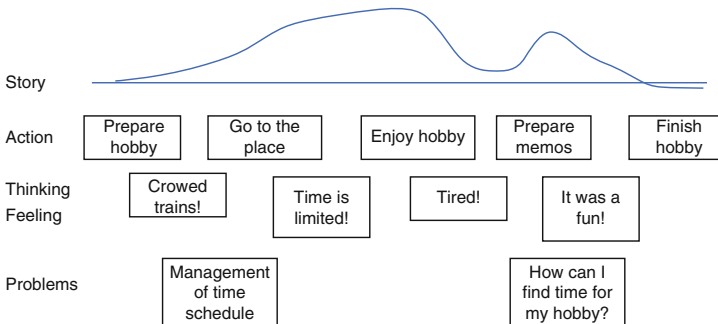 Story
Action
Prepare
hobby
Go to the
place
Enjoy hobby
Prepare
memos
Finish
hobby
Thinking
Feeling
Crowed
trains!
Time is
limited!
Tired!
It was a
fun!
Problems
Management
of time
schedule
How can I
find time for
my hobby?